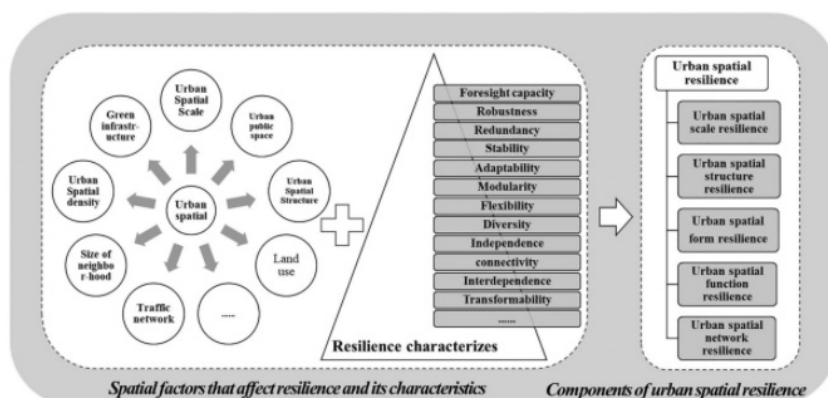 Urban
Spatial
Scale
Green
infrastr-
ucture
Urban
public
space
Urban
Spatial
density
Urban
spatial
Urban
Spatial
Structure
Size of
neighbo
r-hood
Land
use
Traffic
network
......
Foresight capacity
Robustness
Redundancy
Stability
Adaptability
Modularity
Flexibility
Diversity
Independence
connectivity
Interdependence
Transformability
......
Resilience characterizes
Urban spatial
resilience
Urban spatial
scale resilience
Urban spatial
structure
resilience
Urban spatial
form resilience
Urban spatial
function
resilience
Urban spatial
network
resilience
Spatial factors that affect resilience and its characteristics
Components of urban spatial resilience